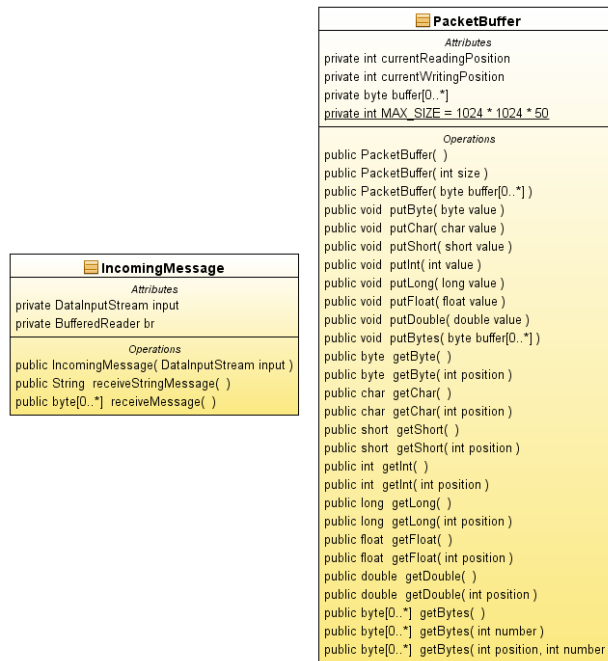 IncomingMessage
Attributes
private DataInputStream input
private BufferedReader br
Operations
public IncomingMessage( DataInputStream input )
public String receiveStringMessage( )
public byte[0..*] receiveMessage( )
PacketBuffer
Attributes
private int currentReadingPosition
private int currentWritingPosition
private byte buffer[0..*]
private int MAX_SIZE = 1024 * 1024 * 50
Operations
public PacketBuffer( )
public PacketBuffer( int size )
public PacketBuffer( byte buffer[0..*] )
public void putByte( byte value )
public void putChar( char value )
public void putShort( short value )
public void putInt( int value )
public void putLong( long value )
public void putFloat( float value )
public void putDouble( double value )
public void putBytes( byte buffer[0..*] )
public byte getByte( )
public byte getByte( int position )
public char getChar( )
public char getChar( int position )
public short getShort( )
public short getShort( int position )
public int getInt( )
public int getInt( int position )
public long getLong( )
public long getLong( int position )
public float getFloat( )
public float getFloat( int position )
public double getDouble( )
public double getDouble( int position )
public byte[0..*] getBytes( )
public byte[0..*] getBytes( int number )
public byte[0..*] getBytes( int position, int number